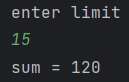 enter limit
15
sum = 120